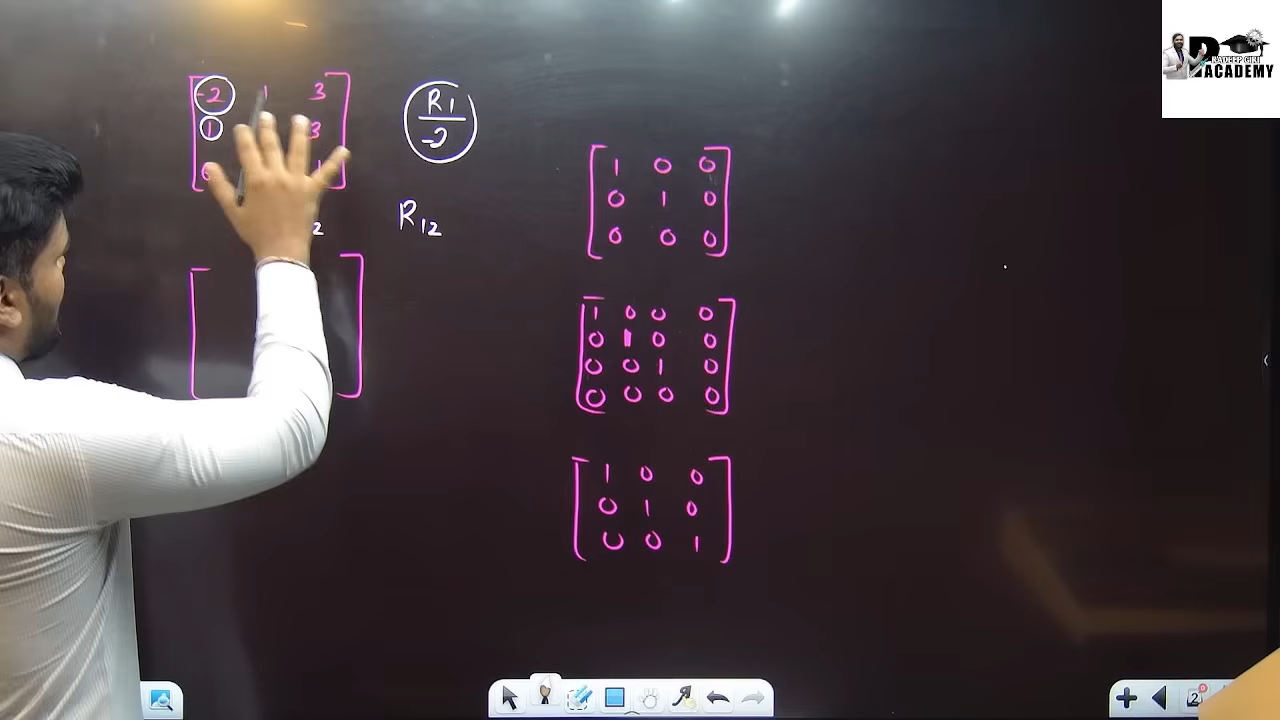 -2 1 3
1 3
1
R1
-2
2
R12
1 0 0
0 1 0
0 0 0
1 0 0 0
0 1 0 0
0 0 1 0
0 0 0 0
1 0 0
0 1 0
0 0 1
ACADEMY
2